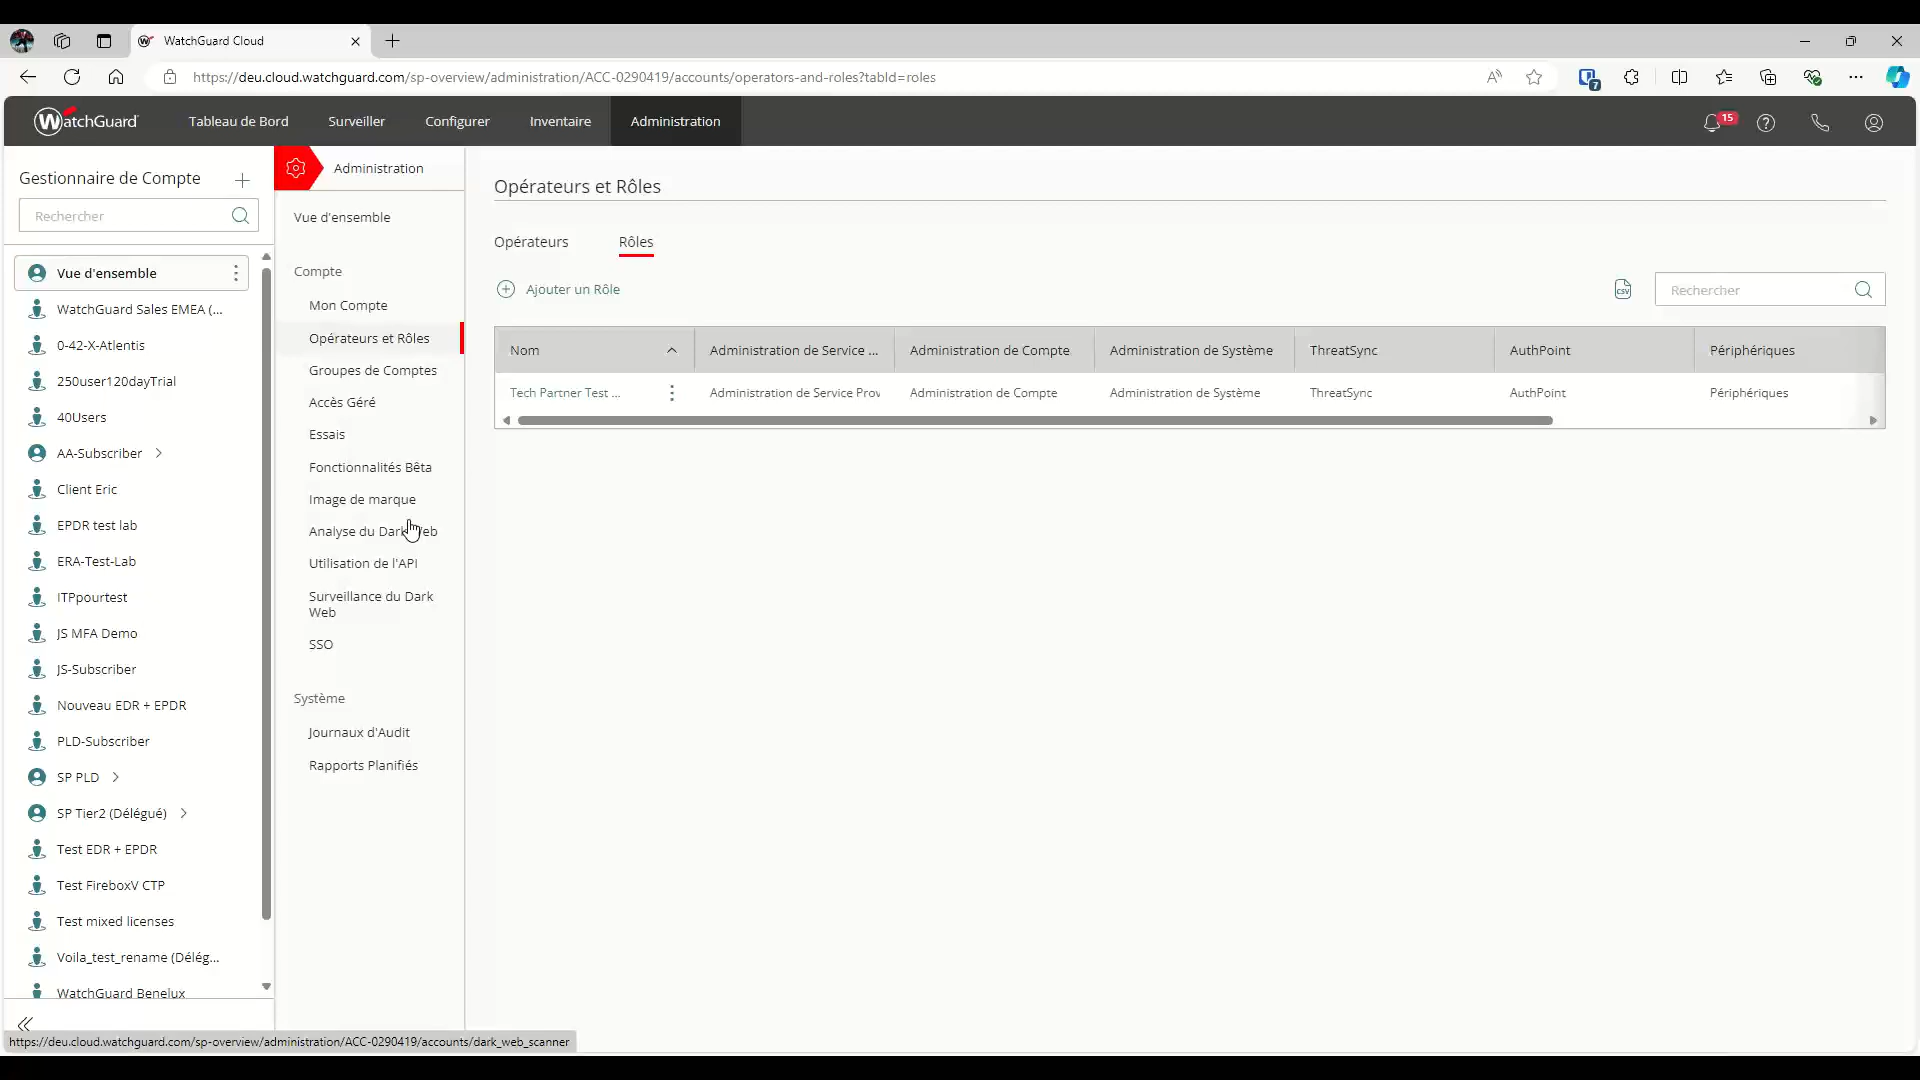 WatchGuard Cloud
https://deu.cloud.watchguard.com/sp-overview/administration/ACC-0290419/accounts/operators-and-roles?tabId=roles
7
WatchGuard
Tableau de Bord
Surveiller
Configurer
Inventaire
Administration
15
Gestionnaire de Compte
Rechercher
Vue d'ensemble
WatchGuard Sales EMEA (...
0-42-X-Atlentis
250user120dayTrial
40Users
AA-Subscriber
Client Eric
EPDR test lab
ERA-Test-Lab
ITPpourtest
JS MFA Demo
JS-Subscriber
Nouveau EDR + EPDR
PLD-Subscriber
SP PLD
SP Tier2 (Délégué)
Test EDR + EPDR
Test FireboxV CTP
Test mixed licenses
Voila_test_rename (Délég...
WatchGuard Benelux
Administration
Vue d'ensemble
Compte
Mon Compte
Opérateurs et Rôles
Groupes de Comptes
Accès Géré
Essais
Fonctionnalités Bêta
Image de marque
Analyse du Dark Web
Utilisation de l'API
Surveillance du Dark
Web
SSO
Système
Journaux d'Audit
Rapports Planifiés
Opérateurs et Rôles
Opérateurs
Rôles
Ajouter un Rôle
CSV
Rechercher
Nom
Administration de Service ...
Administration de Compte
Administration de Système
ThreatSync
AuthPoint
Périphériques
Tech Partner Test ...
Administration de Service Prov
Administration de Compte
Administration de Système
ThreatSync
AuthPoint
Périphériques
https://deu.cloud.watchguard.com/sp-overview/administration/ACC-0290419/accounts/dark_web_scanner